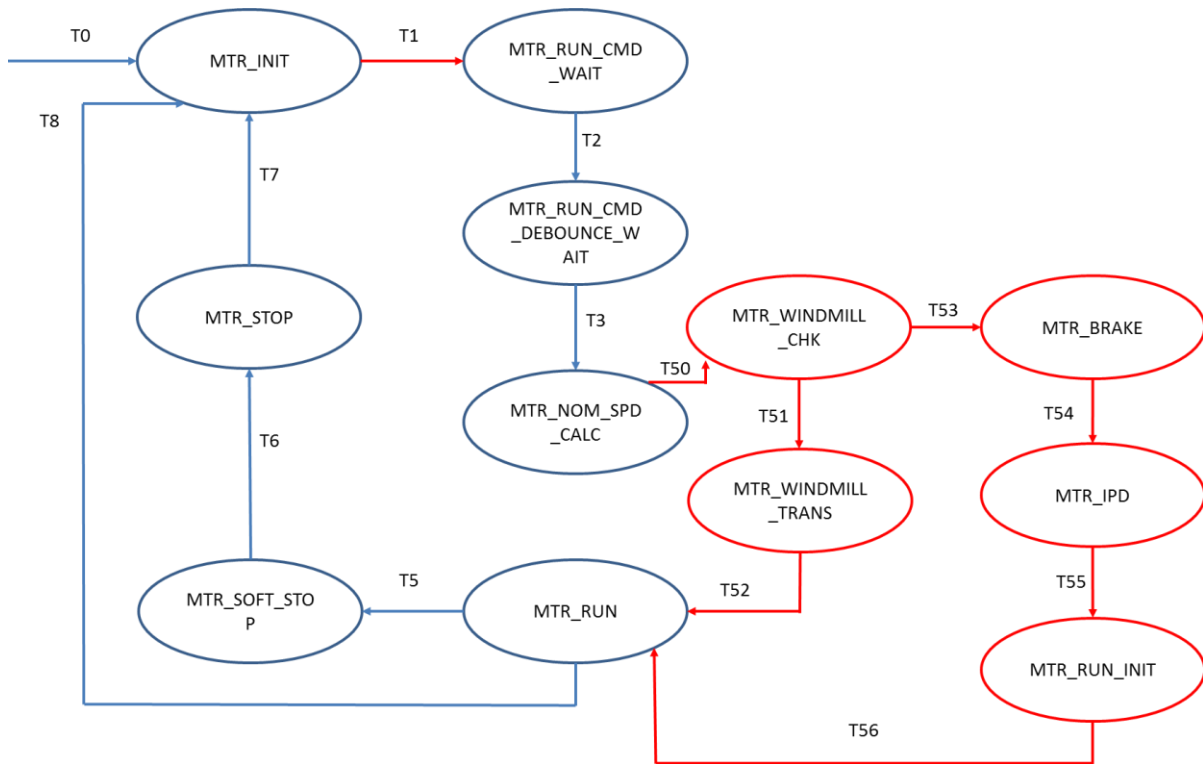 T0
MTR_INIT
T1
MTR_RUN_CMD
_WAIT
T8
T2
T7
MTR_RUN_CMD
_DEBOUNCE_W
AIT
MTR_STOP
T3
MTR_WINDMILL
_CHK
T53
MTR_BRAKE
T50
MTR_NOM_SPD
_CALC
T51
T54
T6
MTR_WINDMILL
_TRANS
MTR_IPD
T5
T52
T55
MTR_SOFT_STO
P
MTR_RUN
MTR_RUN_INIT
T56